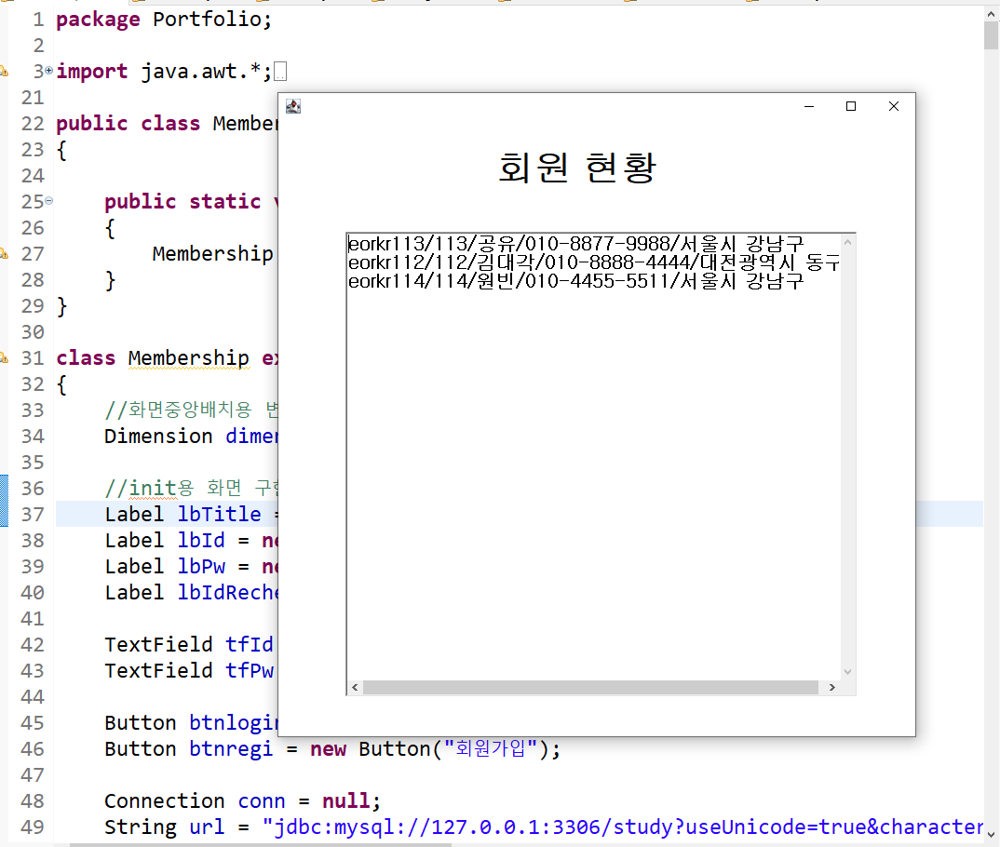 1 package Portfolio;
2
3 import java.awt.*;
21
22 public class Member
23 {
24
25 public static
26 {
27 Membership
28 }
29 }
30
31 class Membership ex
32 {
33 //화면중앙배치용
34 Dimension dimen
35
36 //init용 화면
37 Label lbTitle =
38 Label lbId = ne
39 Label lbPw = ne
40 Label lbIdReche
41
42 TextField tfId
43 TextField tfPw
44
45 Button btnlogin
46 Button btnregi = new Button("회원가입");
47
48 Connection conn = null;
49 String url = "jdbc:mysql://127.0.0.1:3306/study?useUnicode=true&character
회원 현황
eorkr113/113/공유/010-8877-9988/서울시 강남구
eorkr112/112/김대각/010-8888-4444/대전광역시 동구
eorkr114/114/원빈/010-4455-5511/서울시 강남구